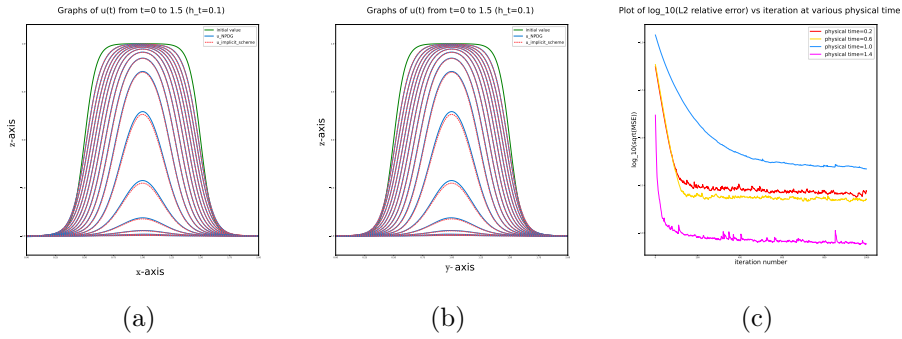 Graphs of u(t) from t=0 to 1.5 (h_t=0.1)
initial value
u_NPDG
u_implicit_scheme
z-axis
x-axis
(a)
Graphs of u(t) from t=0 to 1.5 (h_t=0.1)
initial value
u_NPDG
u_implicit_scheme
z-axis
y-axis
(b)
Plot of log_10(L2 relative error) vs iteration at various physical time
physical time=0.2
physical time=0.6
physical time=1.0
physical time=1.4
log_10(sqrt(MSE))
iteration number
(c)